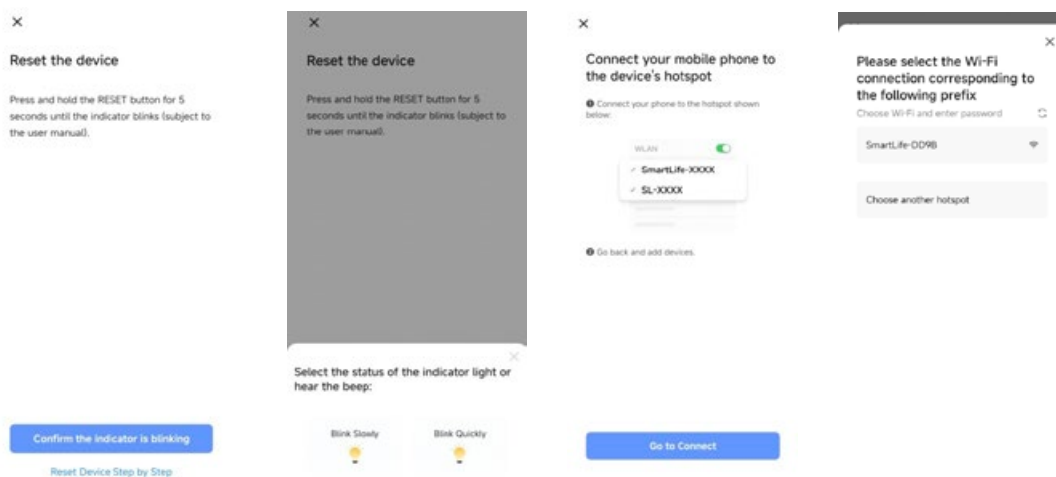 Reset the device
Press and hold the RESET button for 5
seconds until the indicator blinks (subject to
the user manual).
Confirm the indicator is blinking
Reset Device Step by Step
Reset the device
Press and hold the RESET button for 5
seconds until the indicator blinks (subject to
the user manual).
Select the status of the indicator light or
hear the beep:
Blink Slowly
Blink Quickly
Connect your mobile phone to
the device's hotspot
❶ Connect your phone to the hotspot shown
below:
WLAN
SmartLife-XXXX
SL-XXXX
❷ Go back and add devices.
Go to Connect
Please select the Wi-Fi
connection corresponding to
the following prefix
Choose Wi-Fi and enter password
SmartLife-DD9B
Choose another hotspot